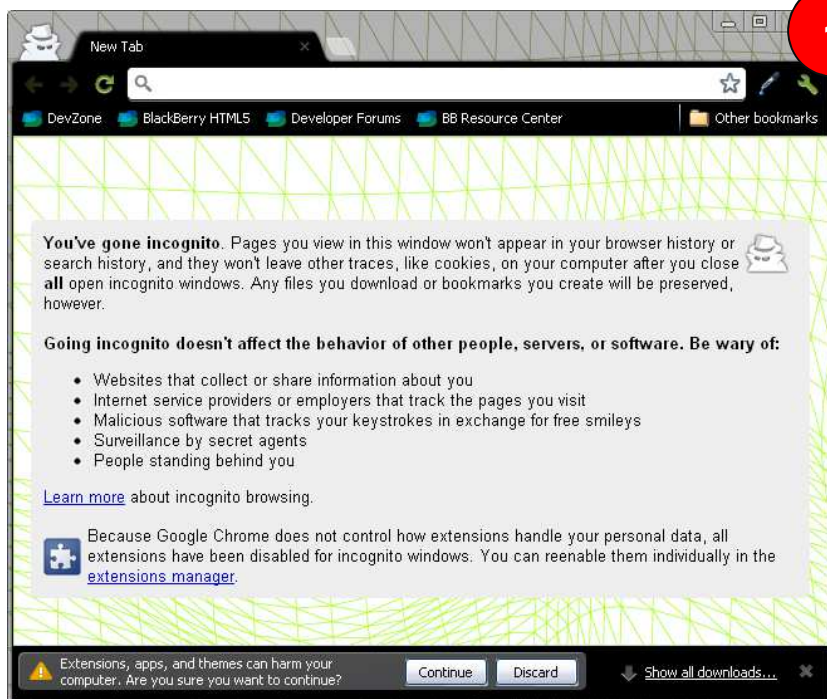 New Tab
DevZone BlackBerry HTML5 Developer Forums BB Resource Center Other bookmarks
You've gone incognito. Pages you view in this window won't appear in your browser history or
search history, and they won't leave other traces, like cookies, on your computer after you close
all open incognito windows. Any files you download or bookmarks you create will be preserved,
however.
Going incognito doesn't affect the behavior of other people, servers, or software. Be wary of:
• Websites that collect or share information about you
• Internet service providers or employers that track the pages you visit
• Malicious software that tracks your keystrokes in exchange for free smileys
• Surveillance by secret agents
• People standing behind you
Learn more about incognito browsing.
Because Google Chrome does not control how extensions handle your personal data, all
extensions have been disabled for incognito windows. You can reenable them individually in the
extensions manager.
Extensions, apps, and themes can harm your
computer. Are you sure you want to continue?
Continue Discard Show all downloads...